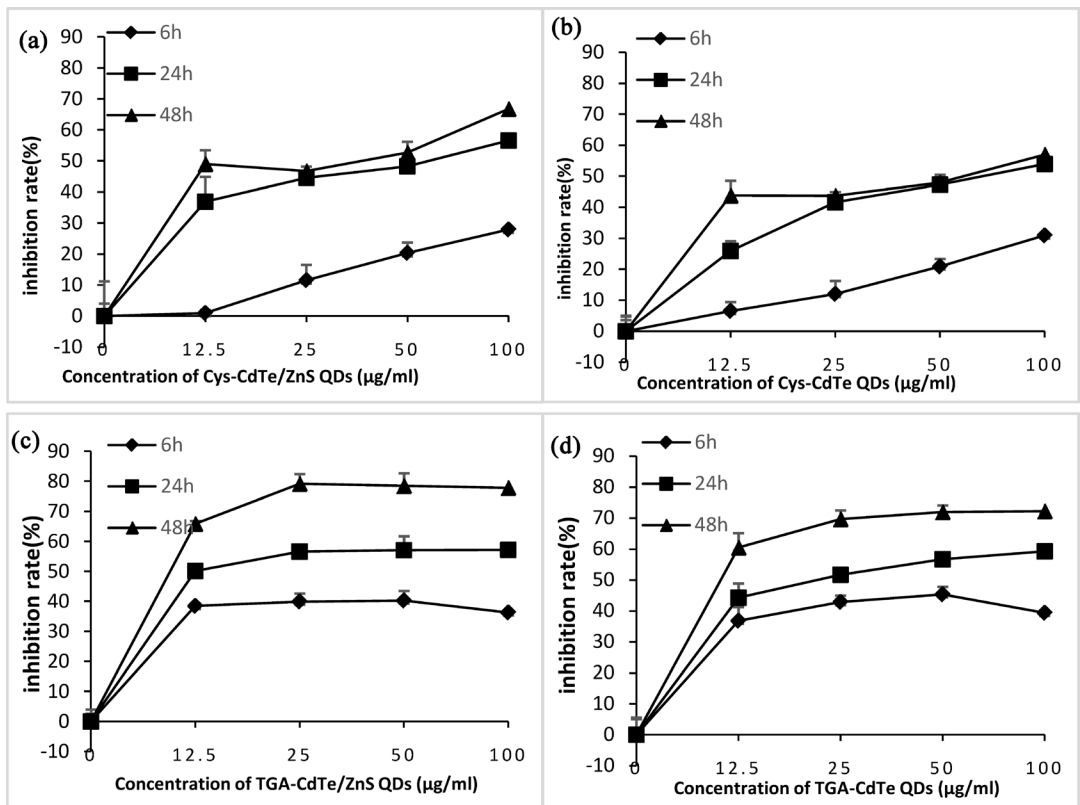 (a)
90
80
70
60
50
40
30
20
10
0
-10
inhibition rate(%)
6h
24h
48h
0 12.5 25 50 100
Concentration of Cys-CdTe/ZnS QDs (μg/ml)
(b)
90
80
70
60
50
40
30
20
10
0
-10
inhibition rate(%)
6h
24h
48h
0 12.5 25 50 100
Concentration of Cys-CdTe QDs (μg/ml)
(c)
90
80
70
60
50
40
30
20
10
0
-10
inhibition rate(%)
6h
24h
48h
0 12.5 25 50 100
Concentration of TGA-CdTe/ZnS QDs (μg/ml)
(d)
90
80
70
60
50
40
30
20
10
0
-10
inhibition rate(%)
6h
24h
48h
0 12.5 25 50 100
Concentration of TGA-CdTe QDs (μg/ml)